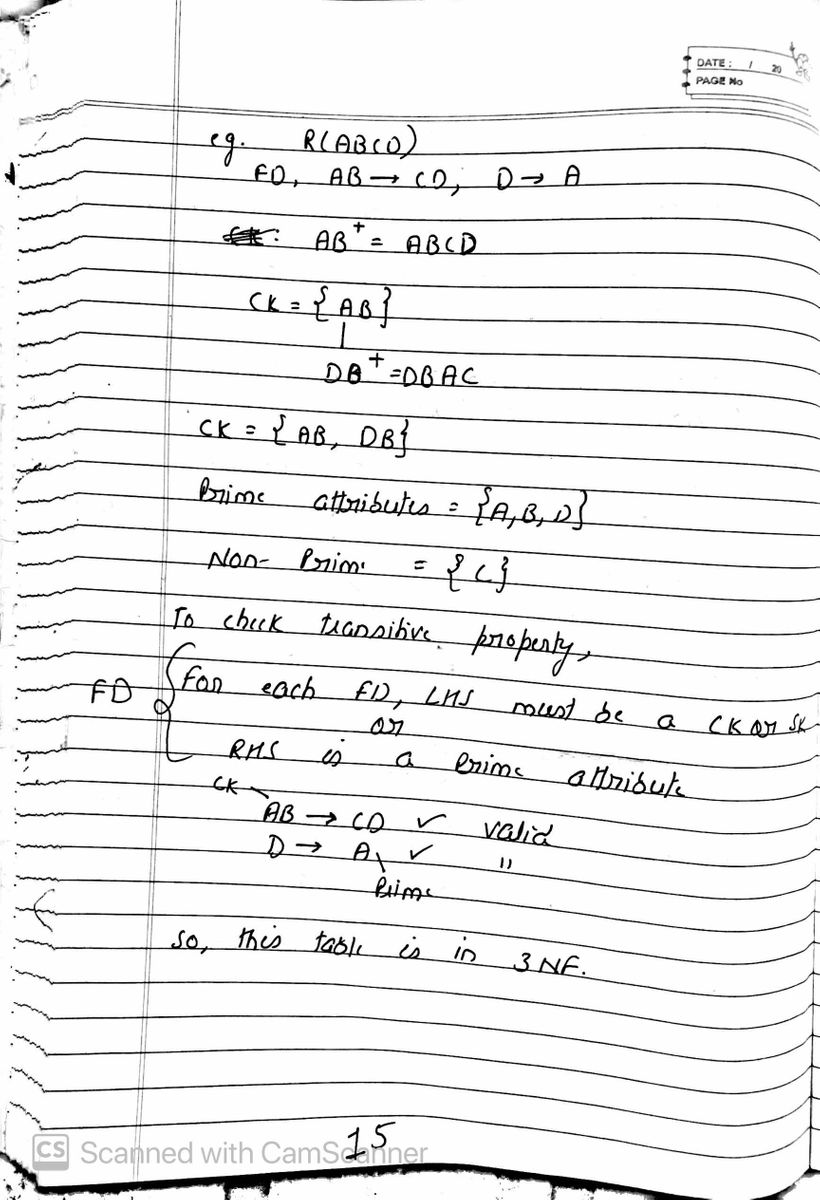 DATE: / 20
PAGE No
eg. R(ABCD)
FD, AB → CD, D → A
AB⁺ = ABCD
CK = {AB}
DB⁺ = DBAC
CK = {AB, DB}
Prime attributes = {A, B, D}
Non-Prime = {C}
To check transitive property,
FD { For each FD, LHS must be a CK or SK
or
RHS is a Prime attribute
CK
AB → CD ✓ valid
D → A ✓ "
Prime
So, this table is in 3NF.
15
CS Scanned with CamScanner